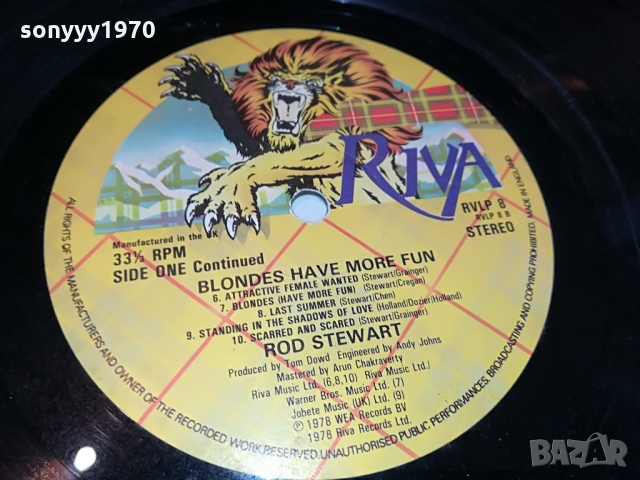 sonyyy1970
RIVA
Manufactured in the UK
33⅓ RPM
SIDE ONE Continued
RVLP 8
RVLP 8 B
STEREO
BLONDES HAVE MORE FUN
6. ATTRACTIVE FEMALE WANTED (Stewart/Grainger)
7. BLONDES (HAVE MORE FUN) (Stewart/Cregan)
8. LAST SUMMER (Stewart/Chen)
9. STANDING IN THE SHADOWS OF LOVE (Holland/Dozier/Holland)
10. SCARRED AND SCARED (Stewart/Grainger)
ROD STEWART
Produced by Tom Dowd Engineered by Andy Johns
Mastered by Arun Chakraverty
Riva Music Ltd. (6,8,10) Riva Music Ltd./
Warner Bros. Music Ltd. (7)
Jobete Music (UK) Ltd. (9)
Ⓟ 1978 WEA Records BV
© 1978 Riva Records Ltd.
ALL RIGHTS OF THE MANUFACTURERS AND OWNER OF THE RECORDED WORK RESERVED. UNAUTHORISED PUBLIC PERFORMANCES, BROADCASTING AND COPYING PROHIBITED. MADE IN ENGLAND.
BAZAR